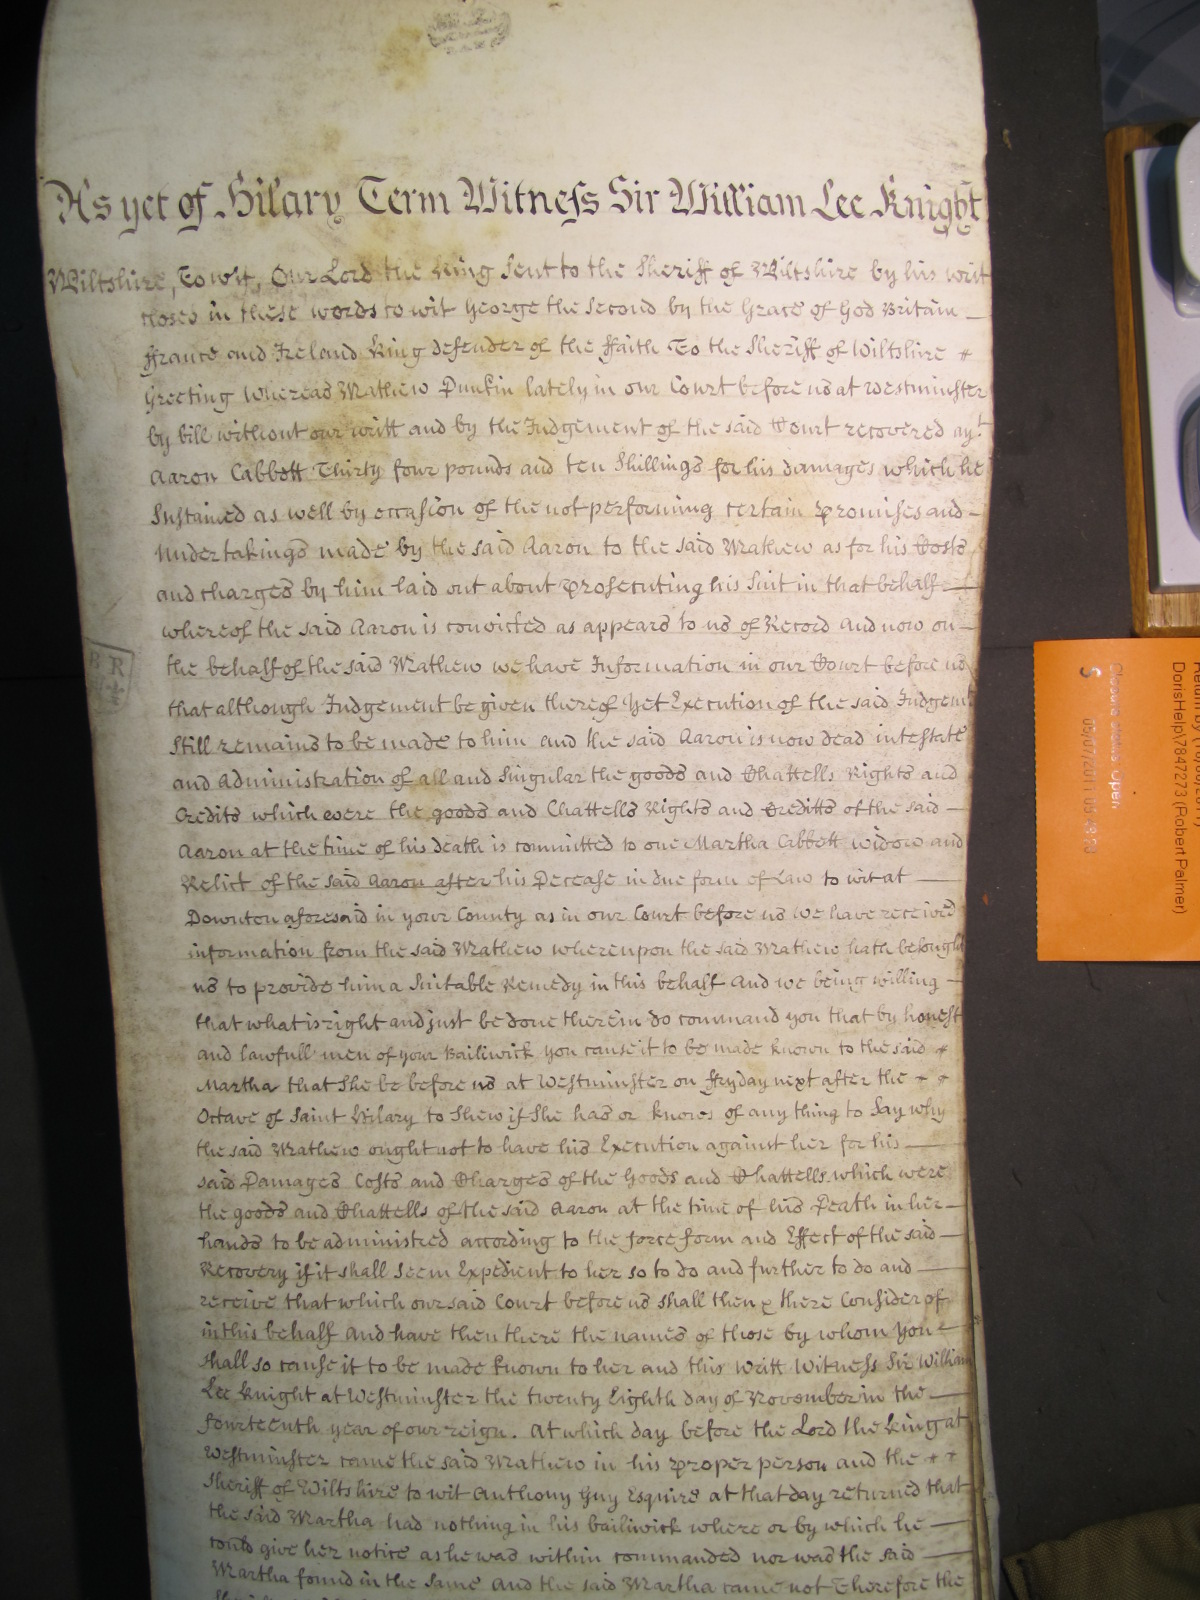 As yet of Hilary Term Witness Sir William Lee Knight
Wiltshire, To wit, Our Lord the King sent to the Sheriff of Wiltshire by his writ
closes in these words to wit George the Second by the Grace of God Britain
ffrance and Ireland King defender of the ffaith To the Sheriff of Wiltshire
Greeting Whereas Mathew Dunkin lately in our Court before us at Westminster
by bill without our writt and by the Judgement of the said Court recovered agt.
Aaron Cabbett Thirty four pounds and ten Shillings for his damages which he
Sustained as well by occasion of the not performing certain promises and
undertakings made by the said Aaron to the said Mathew as for his Costs
and charges by him laid out about prosecuting his Suit in that behalf
whereof the said Aaron is convicted as appears to us of Record And now on
the behalf of the said Mathew we have Information in our Court before us
that although Judgement be given thereof Yet Execution of the said Judgemt
Still remains to be made to him and the said Aaron is now dead intestate
and Administration of all and Singular the goods and Chattells Rights and
Credits which were the goods and Chattells Rights and Creditts of the said
Aaron at the time of his death is committed to one Martha Cabbett widow and
Relict of the said Aaron after his Decease in due form of Law to wit at
Downton aforesaid in your County as in our Court before us we have received
information from the said Mathew whereupon the said Mathew hath besought
us to provide him a Suitable Remedy in this behalf And we being willing
that what is right and just be done therein do command you that by honest
and lawfull men of your Bailiwick you cause it to be made known to the said
Martha that She be before us at Westminster on ffryday next after the
Octave of Saint Hilary to Shew if She has or knows of any thing to Say why
the said Mathew ought not to have his Execution against her for his
said Damages Costs and Charges of the Goods and Chattells which were
the goods and Chattells of the said Aaron at the time of his Death in her
hands to be administred according to the force form and Effect of the said
Recovery if it shall Seem Expedient to her so to do and further to do and
receive that which our said Court before us shall then & there Consider of
in this behalf And have then there the names of those by whom You
shall so cause it to be made known to her and this Writt Witness Sir William
Lee Knight at Westminster the twenty Eighth day of November in the
fourteenth year of our reign. At which day before the Lord the King at
Westminster came the said Mathew in his proper person and the
Sheriff of Wiltshire to wit Anthony Guy Esquire at that day returned that
the said Martha had nothing in his bailiwick where or by which he
could give her notice as he was within commanded nor was the said
Martha found in the same And the said Martha came not Therefore the
DorisHelp\7847273 (Robert Palmer)